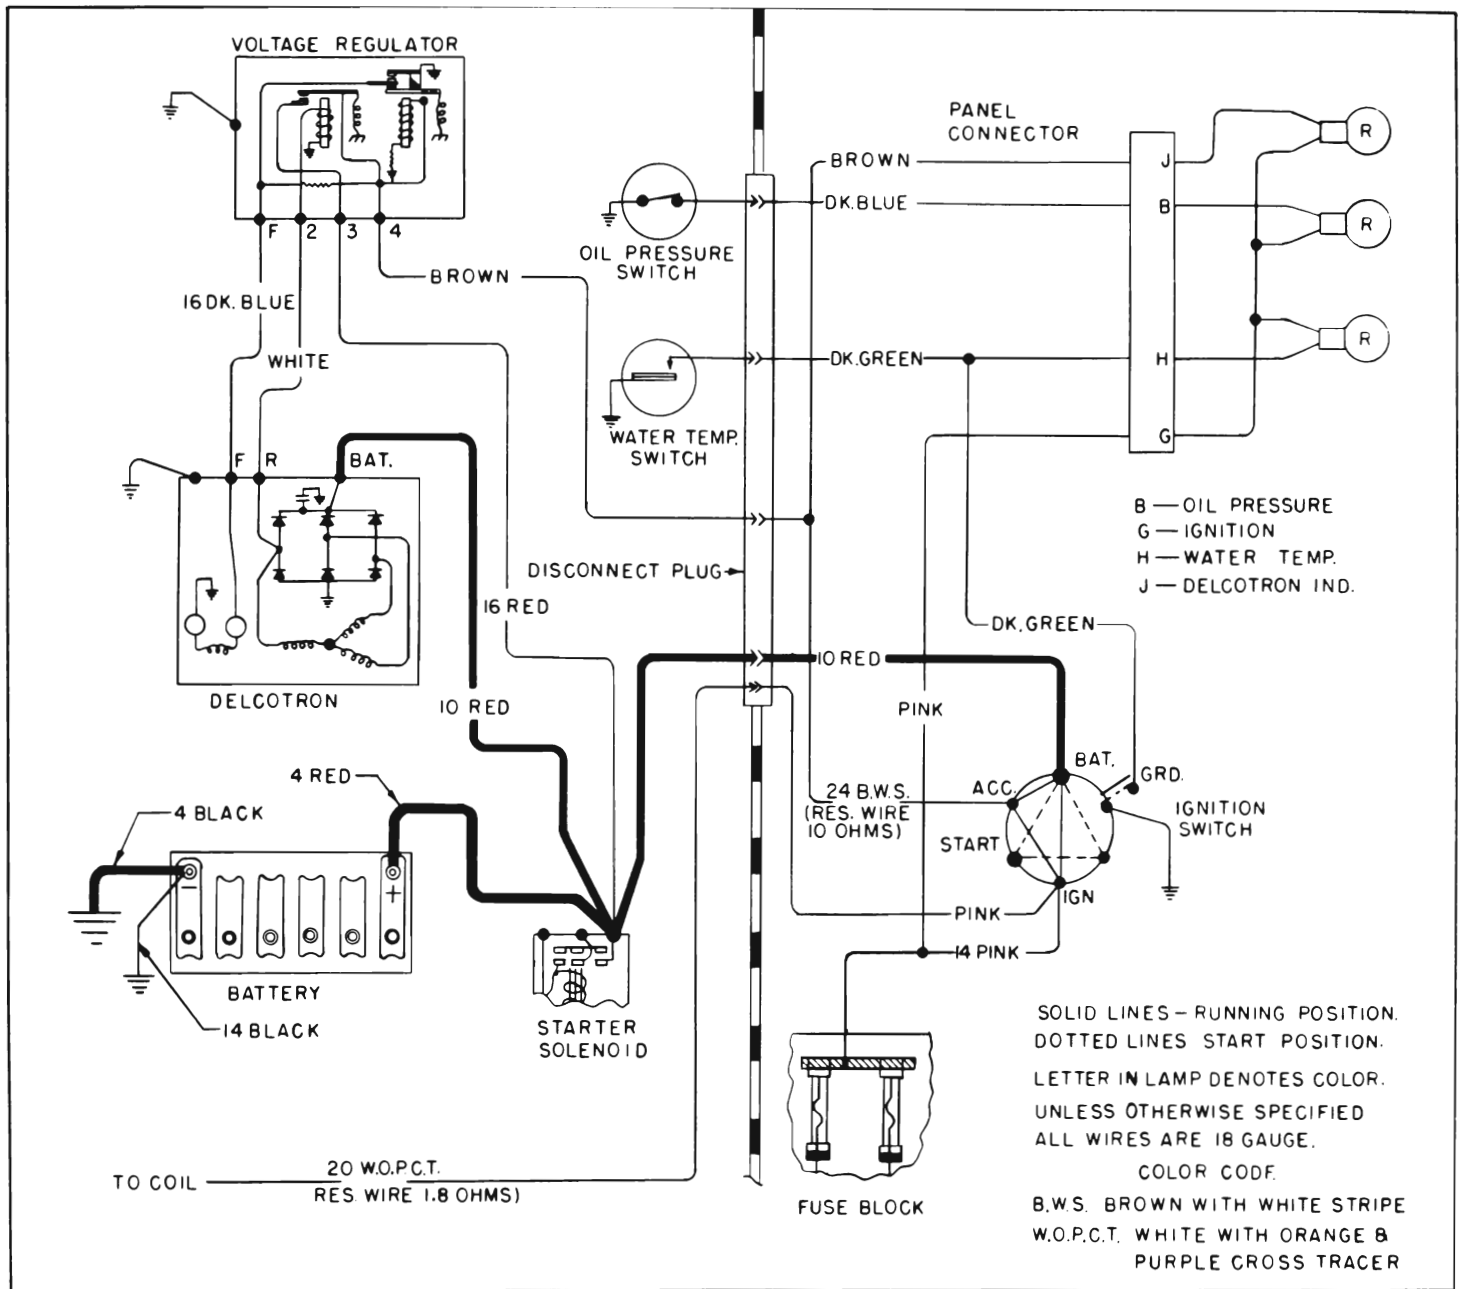 VOLTAGE REGULATOR
F 2 3 4
BROWN
16 DK. BLUE
WHITE
F R BAT.
DELCOTRON
16 RED
10 RED
4 RED
4 BLACK
− +
BATTERY
14 BLACK
STARTER
SOLENOID
TO COIL
20 W.O.P.C.T.
RES. WIRE 1.8 OHMS)
OIL PRESSURE
SWITCH
WATER TEMP.
SWITCH
DISCONNECT PLUG
PANEL
CONNECTOR
BROWN
DK. BLUE
DK. GREEN
J
B
H
G
R
R
R
B — OIL PRESSURE
G — IGNITION
H — WATER TEMP.
J — DELCOTRON IND.
DK. GREEN
10 RED
PINK
BAT.
GRD.
ACC.
24 B.W.S.
(RES. WIRE
10 OHMS)
IGNITION
SWITCH
START
IGN
PINK
14 PINK
FUSE BLOCK
SOLID LINES – RUNNING POSITION.
DOTTED LINES START POSITION.
LETTER IN LAMP DENOTES COLOR.
UNLESS OTHERWISE SPECIFIED
ALL WIRES ARE 18 GAUGE.
COLOR CODE.
B.W.S. BROWN WITH WHITE STRIPE
W.O.P.C.T. WHITE WITH ORANGE &
PURPLE CROSS TRACER